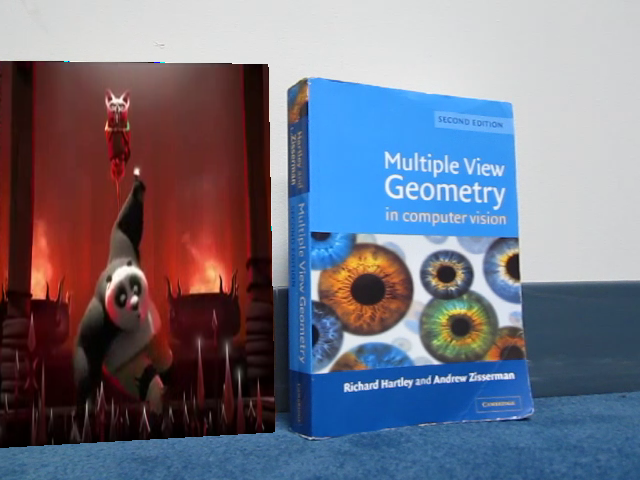 SECOND EDITION
Multiple View
Geometry
in computer vision
Richard Hartley and Andrew Zisserman
CAMBRIDGE
Hartley and
Zisserman
Multiple View Geometry